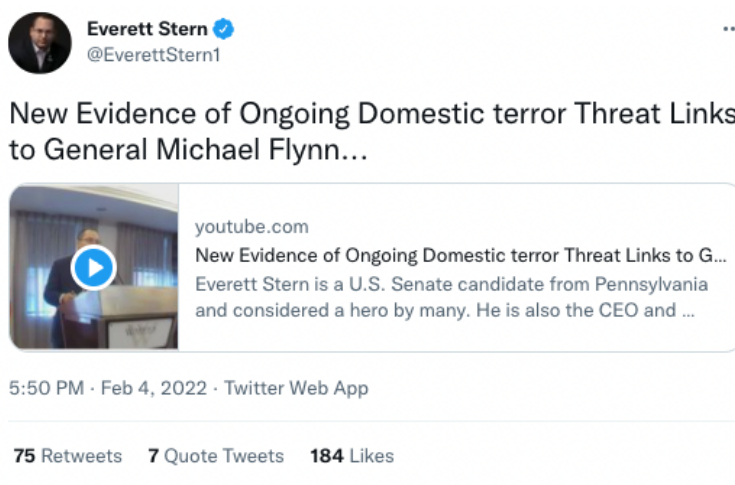 Everett Stern
@EverettStern1
New Evidence of Ongoing Domestic terror Threat Links
to General Michael Flynn...
youtube.com
New Evidence of Ongoing Domestic terror Threat Links to G...
Everett Stern is a U.S. Senate candidate from Pennsylvania
and considered a hero by many. He is also the CEO and ...
5:50 PM · Feb 4, 2022 · Twitter Web App
75 Retweets 7 Quote Tweets 184 Likes